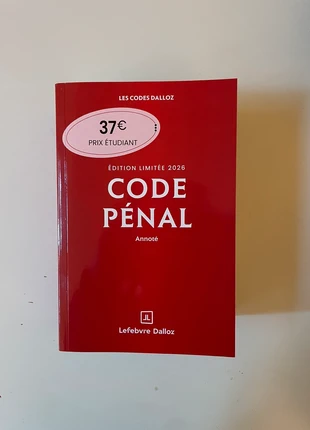 LES CODES DALLOZ
37€
PRIX ÉTUDIANT
ÉDITION LIMITÉE 2026
CODE
PÉNAL
Annoté
Lefebvre Dalloz